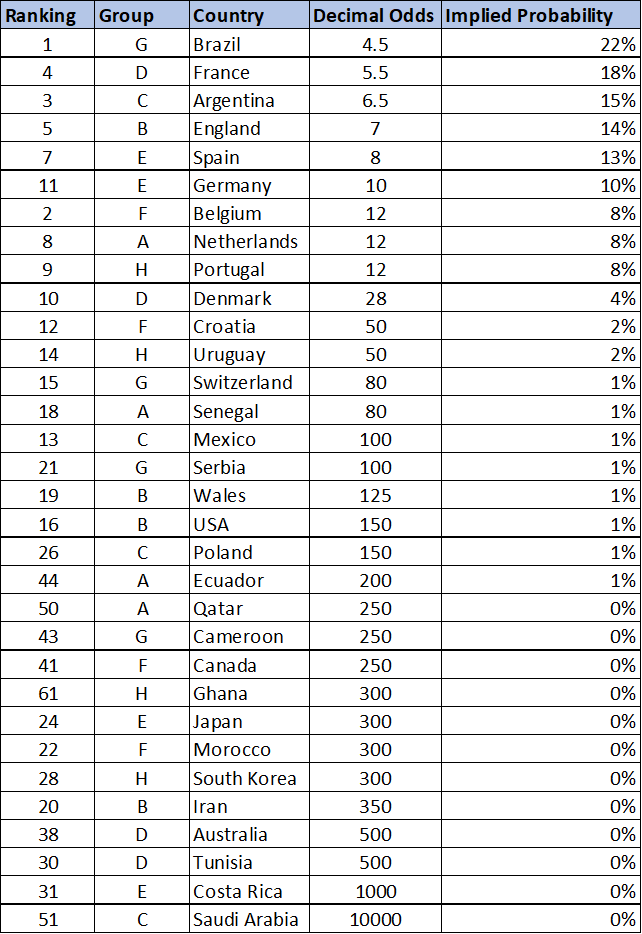 Ranking Group Country Decimal Odds Implied Probability
1 G Brazil 4.5 22%
4 D France 5.5 18%
3 C Argentina 6.5 15%
5 B England 7 14%
7 E Spain 8 13%
11 E Germany 10 10%
2 F Belgium 12 8%
8 A Netherlands 12 8%
9 H Portugal 12 8%
10 D Denmark 28 4%
12 F Croatia 50 2%
14 H Uruguay 50 2%
15 G Switzerland 80 1%
18 A Senegal 80 1%
13 C Mexico 100 1%
21 G Serbia 100 1%
19 B Wales 125 1%
16 B USA 150 1%
26 C Poland 150 1%
44 A Ecuador 200 1%
50 A Qatar 250 0%
43 G Cameroon 250 0%
41 F Canada 250 0%
61 H Ghana 300 0%
24 E Japan 300 0%
22 F Morocco 300 0%
28 H South Korea 300 0%
20 B Iran 350 0%
38 D Australia 500 0%
30 D Tunisia 500 0%
31 E Costa Rica 1000 0%
51 C Saudi Arabia 10000 0%